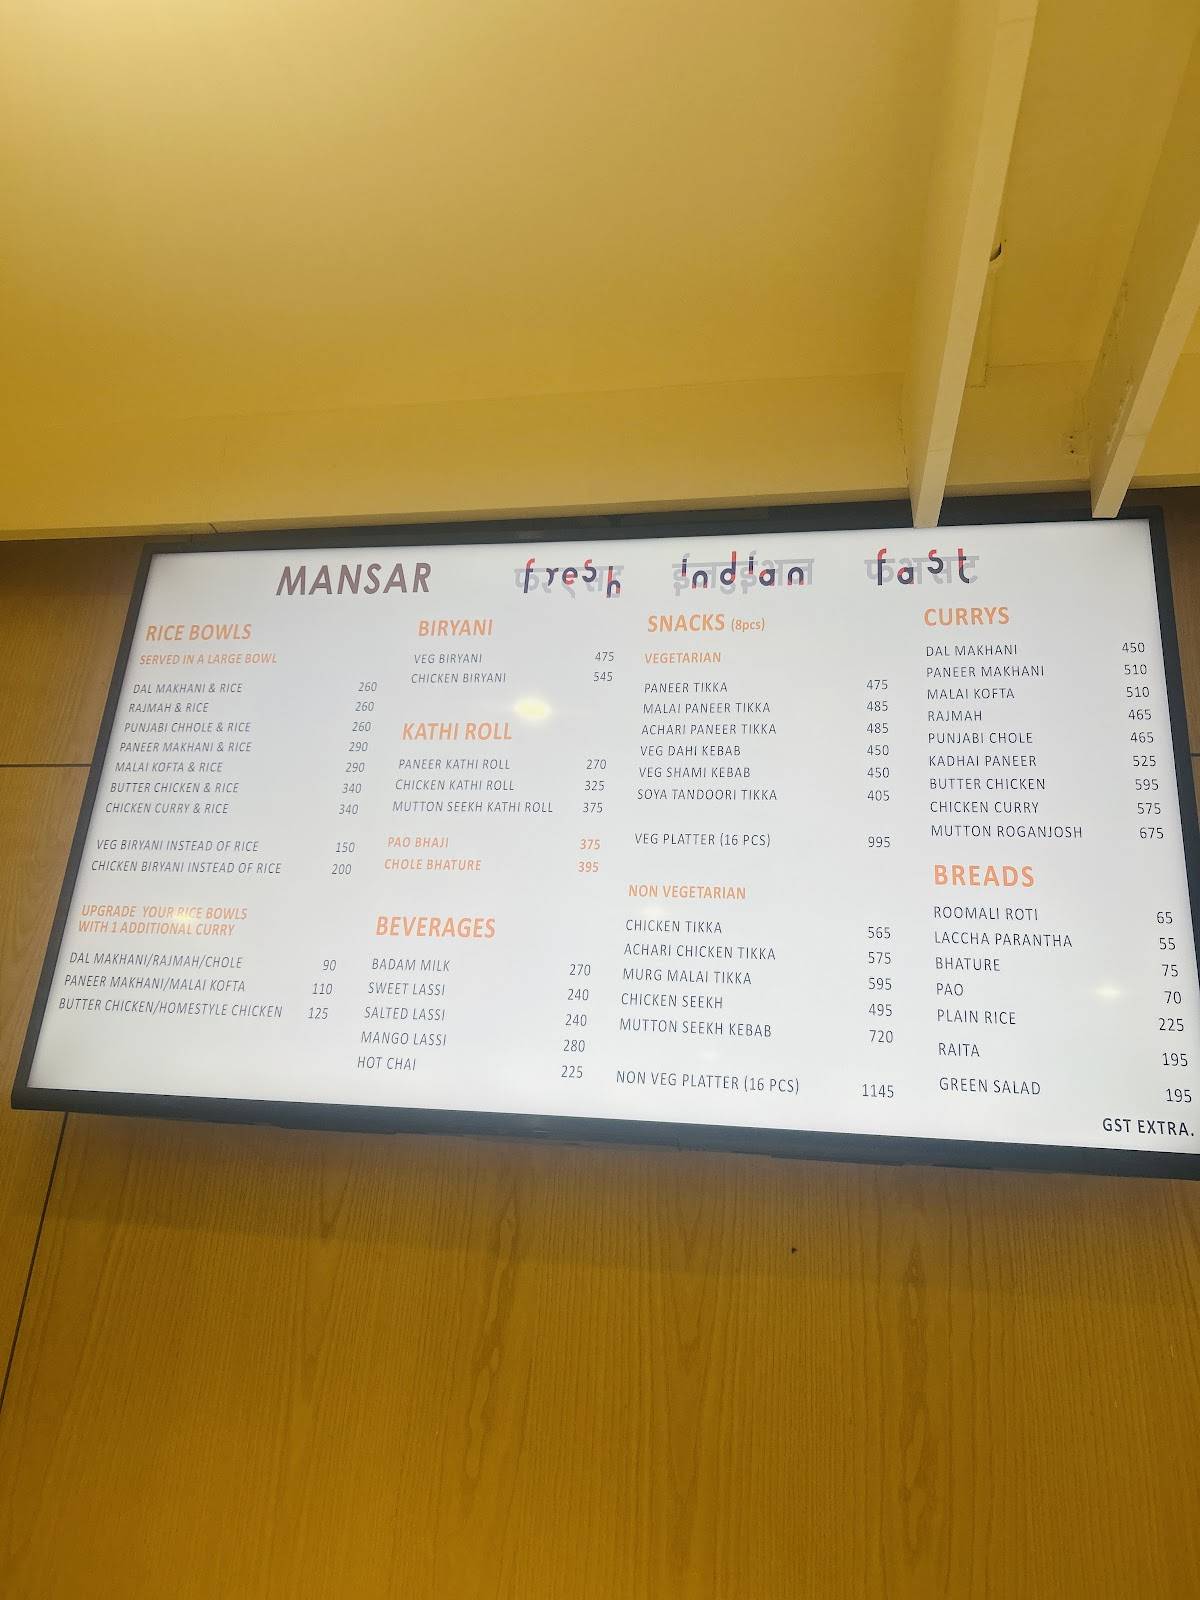 MANSAR
fresh indian fast
फ्रएसह ईनडुईअन फअसट
RICE BOWLS
SERVED IN A LARGE BOWL
DAL MAKHANI & RICE 260
RAJMAH & RICE 260
PUNJABI CHHOLE & RICE 260
PANEER MAKHANI & RICE 290
MALAI KOFTA & RICE 290
BUTTER CHICKEN & RICE 340
CHICKEN CURRY & RICE 340
VEG BIRYANI INSTEAD OF RICE 150
CHICKEN BIRYANI INSTEAD OF RICE 200
UPGRADE YOUR RICE BOWLS
WITH 1 ADDITIONAL CURRY
DAL MAKHANI/RAJMAH/CHOLE 90
PANEER MAKHANI/MALAI KOFTA 110
BUTTER CHICKEN/HOMESTYLE CHICKEN 125
BIRYANI
VEG BIRYANI 475
CHICKEN BIRYANI 545
KATHI ROLL
PANEER KATHI ROLL 270
CHICKEN KATHI ROLL 325
MUTTON SEEKH KATHI ROLL 375
PAO BHAJI 375
CHOLE BHATURE 395
BEVERAGES
BADAM MILK 270
SWEET LASSI 240
SALTED LASSI 240
MANGO LASSI 280
HOT CHAI 225
SNACKS (8pcs)
VEGETARIAN
PANEER TIKKA 475
MALAI PANEER TIKKA 485
ACHARI PANEER TIKKA 485
VEG DAHI KEBAB 450
VEG SHAMI KEBAB 450
SOYA TANDOORI TIKKA 405
VEG PLATTER (16 PCS) 995
NON VEGETARIAN
CHICKEN TIKKA 565
ACHARI CHICKEN TIKKA 575
MURG MALAI TIKKA 595
CHICKEN SEEKH 495
MUTTON SEEKH KEBAB 720
NON VEG PLATTER (16 PCS) 1145
CURRYS
DAL MAKHANI 450
PANEER MAKHANI 510
MALAI KOFTA 510
RAJMAH 465
PUNJABI CHOLE 465
KADHAI PANEER 525
BUTTER CHICKEN 595
CHICKEN CURRY 575
MUTTON ROGANJOSH 675
BREADS
ROOMALI ROTI 65
LACCHA PARANTHA 55
BHATURE 75
PAO 70
PLAIN RICE 225
RAITA 195
GREEN SALAD 195
GST EXTRA.